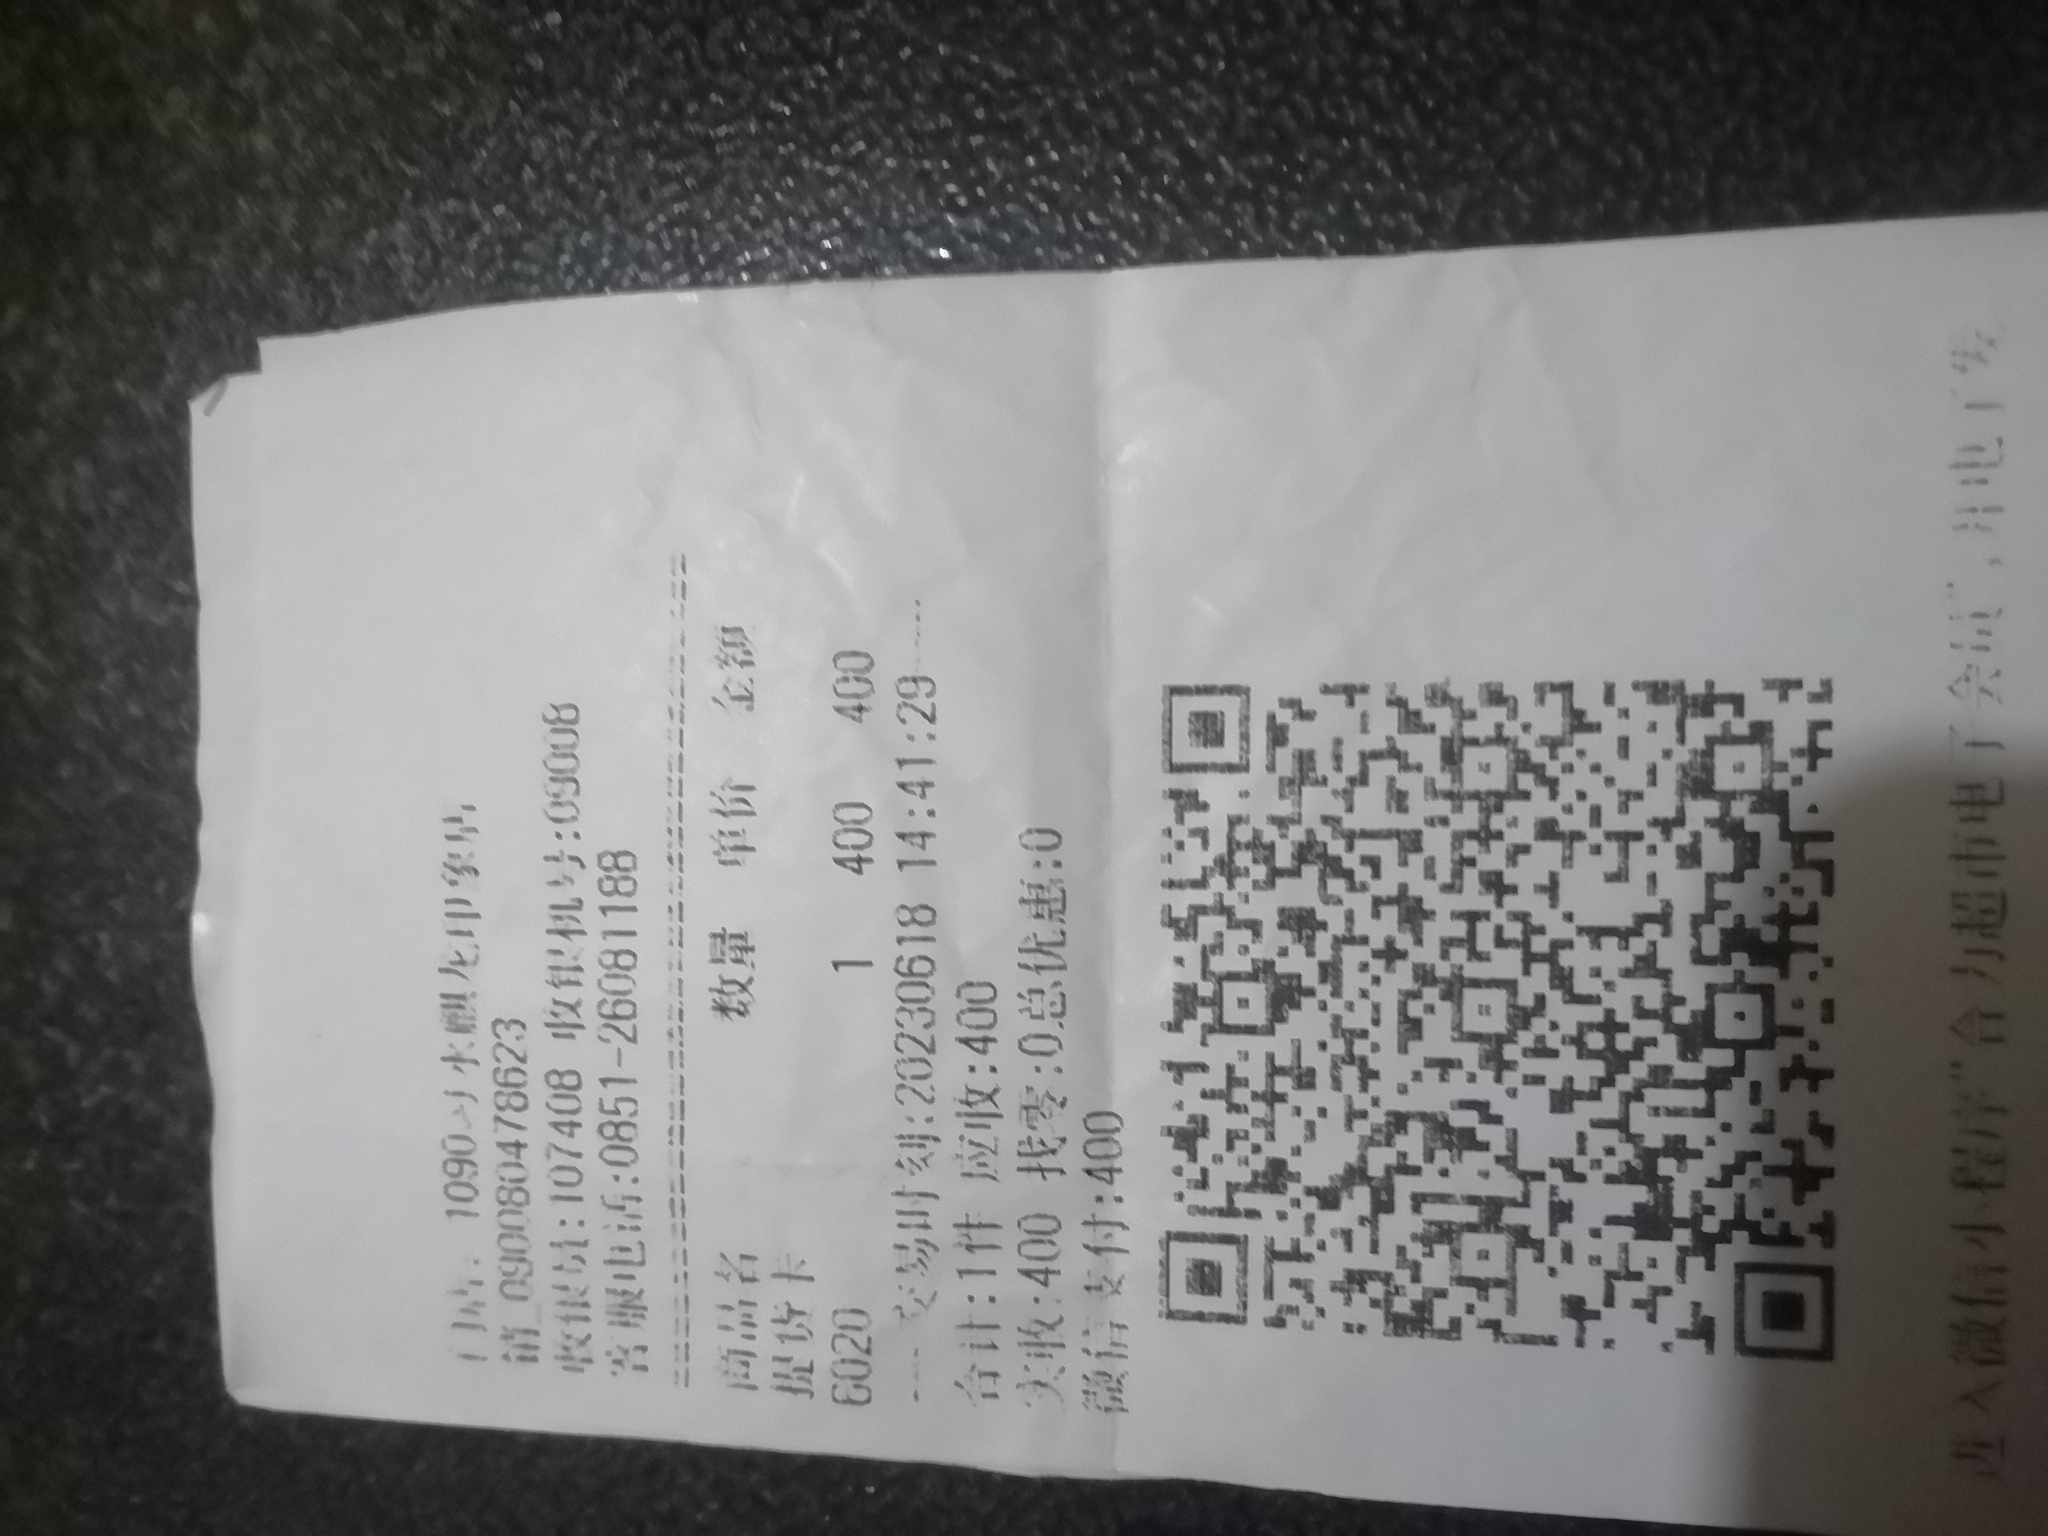 门店: 1090-习水麒龙印象店
销_090080478623
收银员:107408 收银机号:09008
客服电话:0851-26081188
商品名 数量 单价 金额
提货卡
6020 1 400 400
---- 交易时刻:20230618 14:41:29----
合计:1件 应收:400
实收:400 找零:0总优惠:0
微信支付:400
进入微信小程序"合力超市电子会员",开电子发